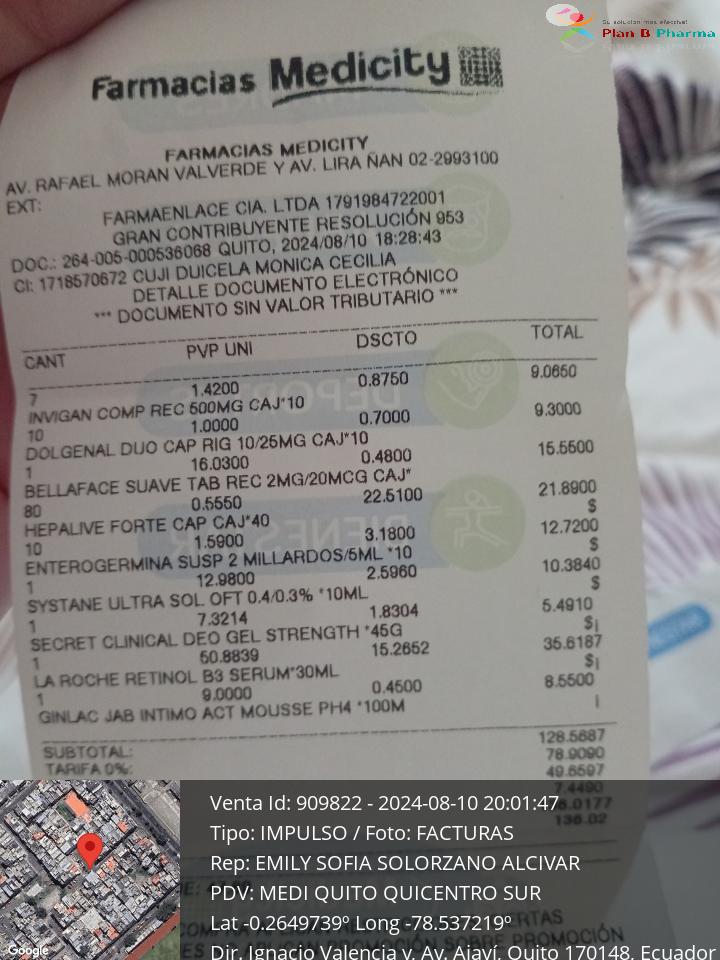 Su solución más efectiva!
Plan B Pharma
Farmacias Medicity
FARMACIAS MEDICITY
AV. RAFAEL MORAN VALVERDE Y AV. LIRA ÑAN 02-2993100
EXT:
FARMAENLACE CIA. LTDA 1791984722001
GRAN CONTRIBUYENTE RESOLUCIÓN 953
DOC.: 264-005-000536068 QUITO, 2024/08/10 18:28:43
CI: 1718570672 CUJI DUICELA MONICA CECILIA
DETALLE DOCUMENTO ELECTRÓNICO
*** DOCUMENTO SIN VALOR TRIBUTARIO ***
CANT PVP UNI DSCTO TOTAL
7 1.4200 0.8750 9.0650
INVIGAN COMP REC 500MG CAJ*10
10 1.0000 0.7000 9.3000
DOLGENAL DUO CAP RIG 10/25MG CAJ*10
1 16.0300 0.4800 15.5500
BELLAFACE SUAVE TAB REC 2MG/20MCG CAJ*
80 0.5550 22.5100 21.8900
HEPALIVE FORTE CAP CAJ*40 $
10 1.5900 3.1800 12.7200
ENTEROGERMINA SUSP 2 MILLARDOS/5ML *10 $
1 12.9800 2.5960 10.3840
SYSTANE ULTRA SOL OFT 0.4/0.3% *10ML $
1 7.3214 1.8304 5.4910
SECRET CLINICAL DEO GEL STRENGTH *45G $|
1 50.8839 15.2652 35.6187
LA ROCHE RETINOL B3 SERUM*30ML $|
1 9.0000 0.4500 8.5500
GINLAC JAB INTIMO ACT MOUSSE PH4 *100M |
SUBTOTAL: 128.5687
TARIFA 0%: 78.9090
49.6597
7.4490
136.02
Venta Id: 909822 - 2024-08-10 20:01:47
Tipo: IMPULSO / Foto: FACTURAS
Rep: EMILY SOFIA SOLORZANO ALCIVAR
PDV: MEDI QUITO QUICENTRO SUR
Lat -0.2649739º Long -78.537219º
Dir. Ignacio Valencia y, Av. Ajaví, Quito 170148, Ecuador
Google